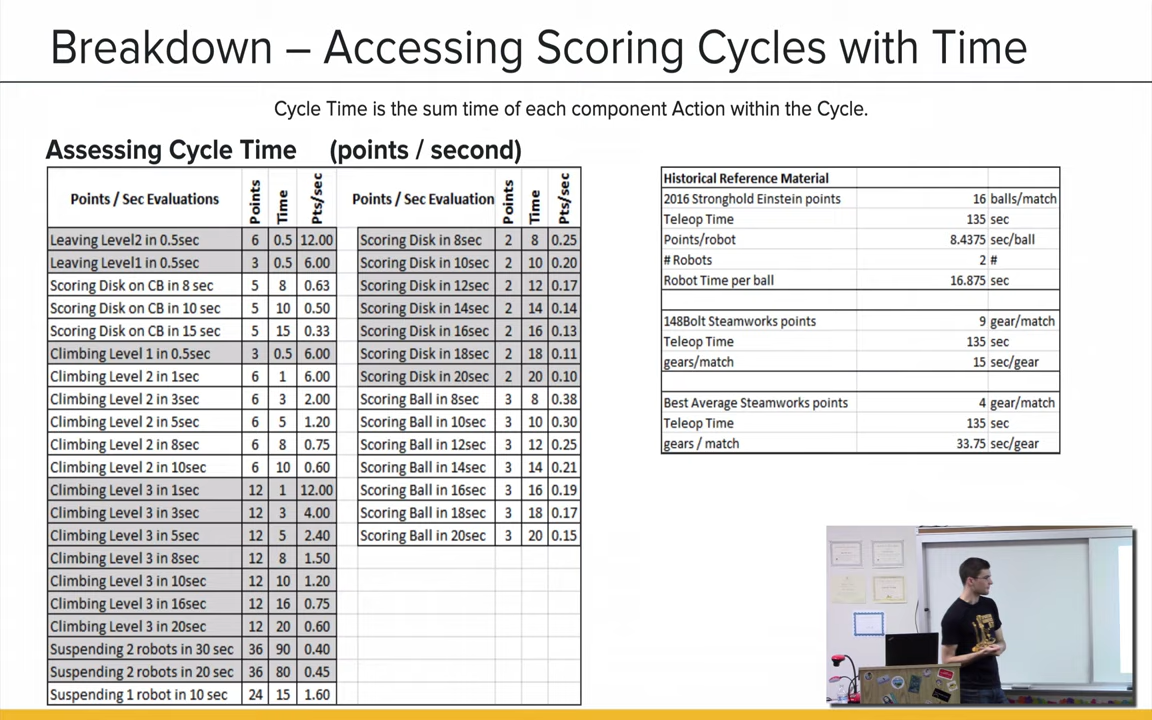 Breakdown – Accessing Scoring Cycles with Time
Cycle Time is the sum time of each component Action within the Cycle.
Assessing Cycle Time (points / second)
Points / Sec Evaluations Points Time Pts/sec
Leaving Level2 in 0.5sec 6 0.5 12.00
Leaving Level1 in 0.5sec 3 0.5 6.00
Scoring Disk on CB in 8 sec 5 8 0.63
Scoring Disk on CB in 10 sec 5 10 0.50
Scoring Disk on CB in 15 sec 5 15 0.33
Climbing Level 1 in 0.5sec 3 0.5 6.00
Climbing Level 2 in 1sec 6 1 6.00
Climbing Level 2 in 3sec 6 3 2.00
Climbing Level 2 in 5sec 6 5 1.20
Climbing Level 2 in 8sec 6 8 0.75
Climbing Level 2 in 10sec 6 10 0.60
Climbing Level 3 in 1sec 12 1 12.00
Climbing Level 3 in 3sec 12 3 4.00
Climbing Level 3 in 5sec 12 5 2.40
Climbing Level 3 in 8sec 12 8 1.50
Climbing Level 3 in 10sec 12 10 1.20
Climbing Level 3 in 16sec 12 16 0.75
Climbing Level 3 in 20sec 12 20 0.60
Suspending 2 robots in 30 sec 36 90 0.40
Suspending 2 robots in 20 sec 36 80 0.45
Suspending 1 robot in 10 sec 24 15 1.60
Points / Sec Evaluation Points Time Pts/sec
Scoring Disk in 8sec 2 8 0.25
Scoring Disk in 10sec 2 10 0.20
Scoring Disk in 12sec 2 12 0.17
Scoring Disk in 14sec 2 14 0.14
Scoring Disk in 16sec 2 16 0.13
Scoring Disk in 18sec 2 18 0.11
Scoring Disk in 20sec 2 20 0.10
Scoring Ball in 8sec 3 8 0.38
Scoring Ball in 10sec 3 10 0.30
Scoring Ball in 12sec 3 12 0.25
Scoring Ball in 14sec 3 14 0.21
Scoring Ball in 16sec 3 16 0.19
Scoring Ball in 18sec 3 18 0.17
Scoring Ball in 20sec 3 20 0.15
Historical Reference Material
2016 Stronghold Einstein points 16 balls/match
Teleop Time 135 sec
Points/robot 8.4375 sec/ball
# Robots 2 #
Robot Time per ball 16.875 sec
148Bolt Steamworks points 9 gear/match
Teleop Time 135 sec
gears/match 15 sec/gear
Best Average Steamworks points 4 gear/match
Teleop Time 135 sec
gears / match 33.75 sec/gear